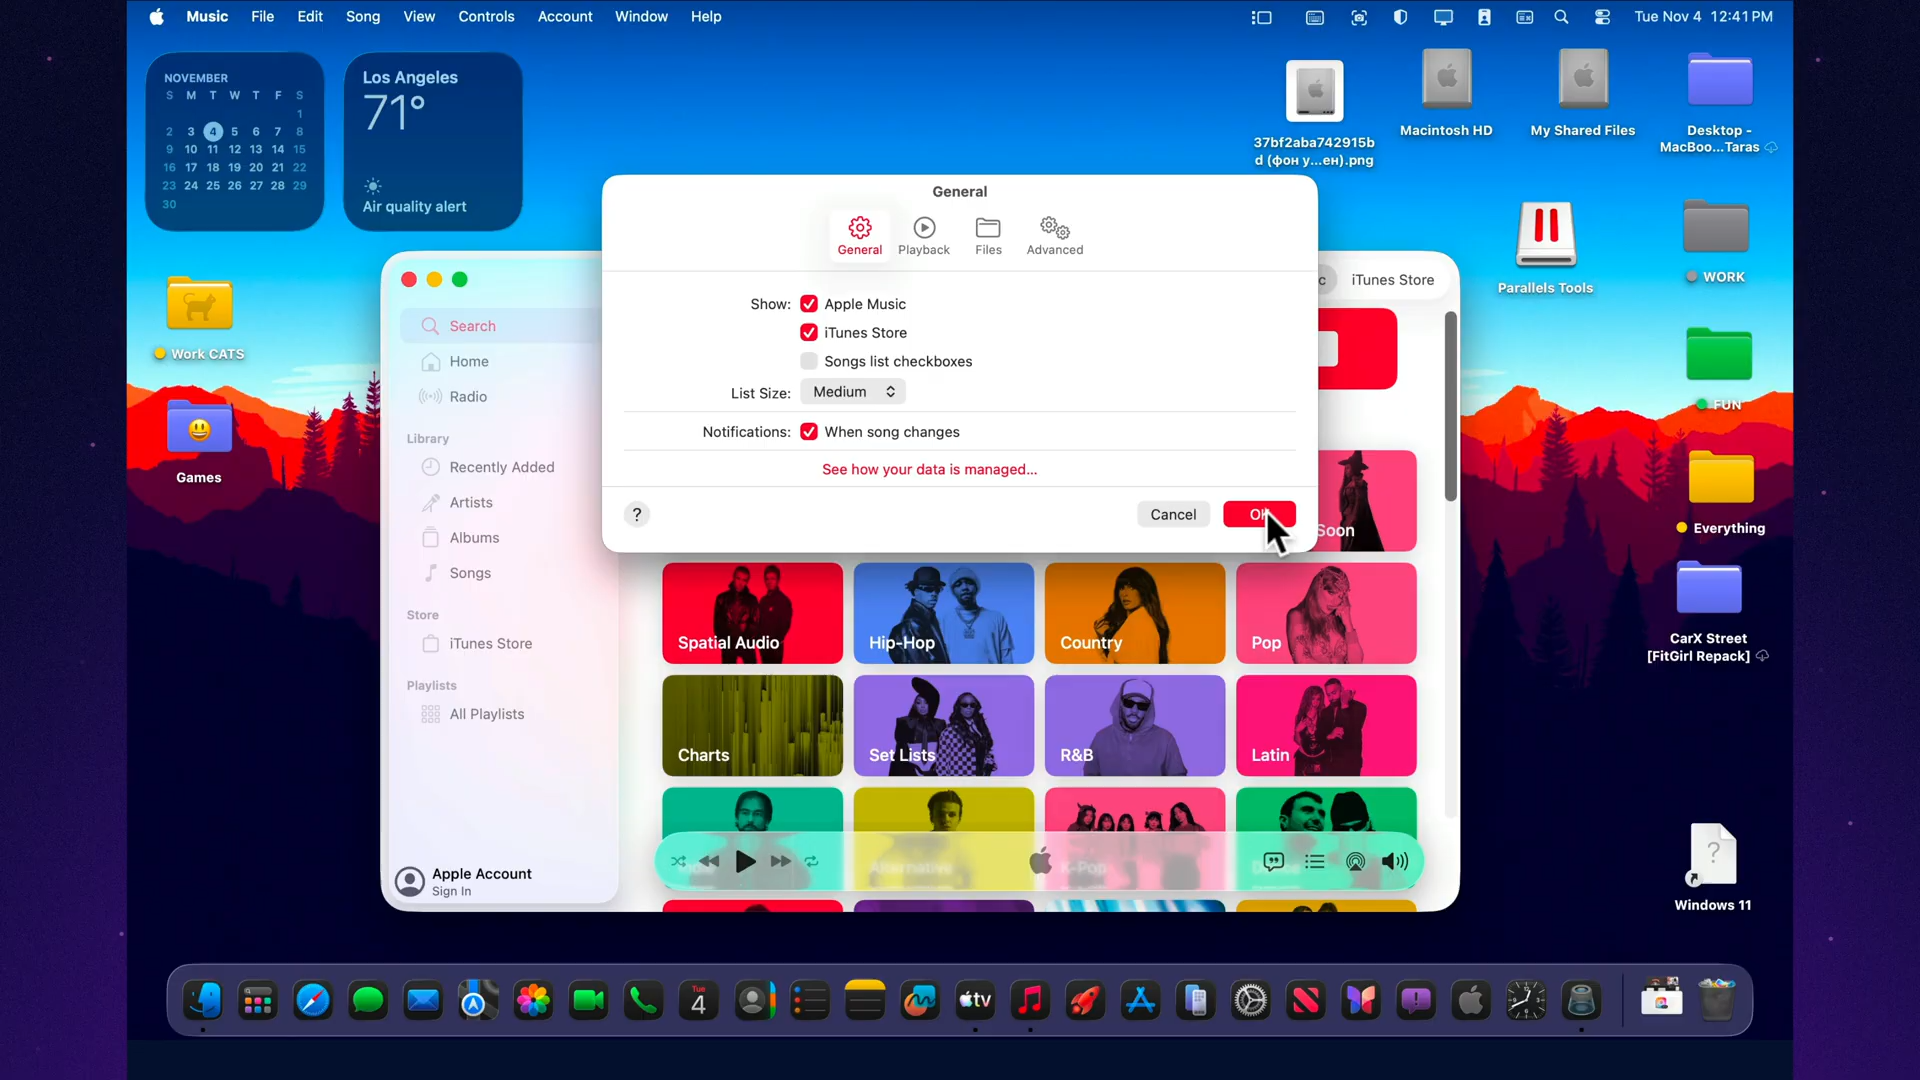 Music File Edit Song View Controls Account Window Help
Tue Nov 4 12:41 PM
NOVEMBER
S M T W T F S
1
2 3 4 5 6 7 8
9 10 11 12 13 14 15
16 17 18 19 20 21 22
23 24 25 26 27 28 29
30
Los Angeles
71°
Air quality alert
37bf2aba742915b
d (фон у...ен).png
Macintosh HD
My Shared Files
Desktop -
MacBoo...Taras
Parallels Tools
WORK
FUN
Everything
CarX Street
[FitGirl Repack]
Windows 11
Work CATS
Games
General
General Playback Files Advanced
Show: Apple Music
iTunes Store
Songs list checkboxes
List Size: Medium
Notifications: When song changes
See how your data is managed...
?
Cancel
OK
c iTunes Store
Search
Home
Radio
Library
Recently Added
Artists
Albums
Songs
Store
iTunes Store
Playlists
All Playlists
Apple Account
Sign In
Soon
Spatial Audio
Hip-Hop
Country
Pop
Charts
Set Lists
R&B
Latin
Alternative
K-Pop
Tue
4
tv
?